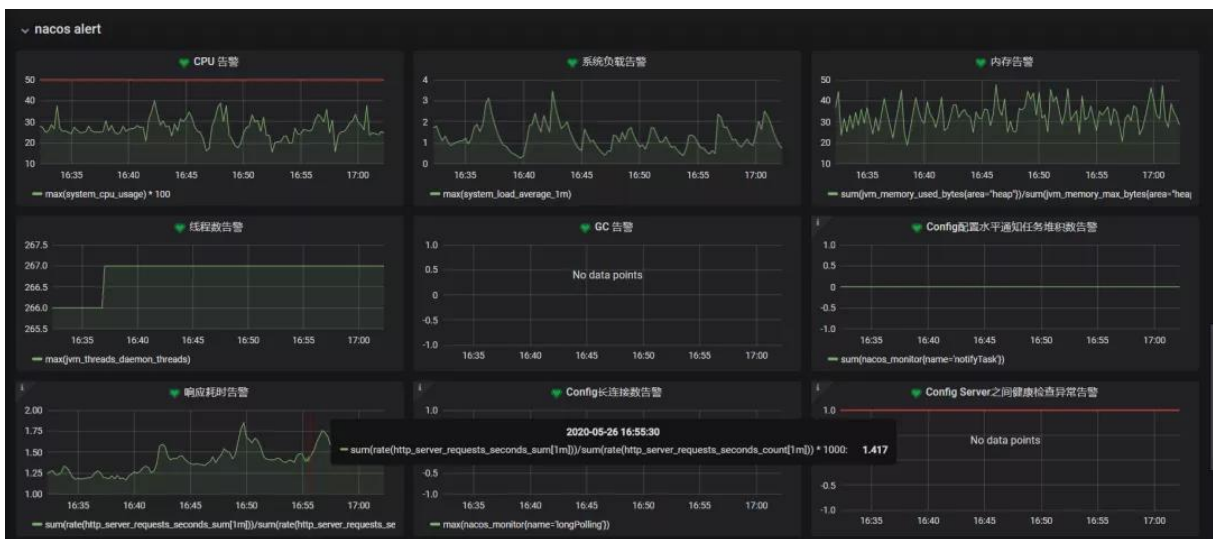 nacos alert
CPU 告警
50
40
30
20
10
16:35 16:40 16:45 16:50 16:55 17:00
max(system_cpu_usage) * 100
系统负载告警
4
3
2
1
0
16:35 16:40 16:45 16:50 16:55 17:00
max(system_load_average_1m)
内存告警
50
40
30
20
10
16:35 16:40 16:45 16:50 16:55 17:00
sum(jvm_memory_used_bytes{area="heap"})/sum(jvm_memory_max_bytes{area="heap
线程数告警
267.5
267.0
266.5
266.0
265.5
16:35 16:40 16:45 16:50 16:55 17:00
max(jvm_threads_daemon_threads)
GC 告警
1.0
0.5
0
-0.5
-1.0
No data points
16:35 16:40 16:45 16:50 16:55 17:00
Config配置水平通知任务堆积数告警
1.0
0.5
0
-0.5
-1.0
16:35 16:40 16:45 16:50 16:55 17:00
sum(nacos_monitor{name='notifyTask'})
响应耗时告警
2.00
1.75
1.50
1.25
1.00
16:35 16:40 16:45 16:50 16:55 17:00
sum(rate(http_server_requests_seconds_sum[1m]))/sum(rate(http_server_requests_se
Config长连接数告警
1.0
2020-05-26 16:55:30
sum(rate(http_server_requests_seconds_sum[1m]))/sum(rate(http_server_requests_seconds_count[1m])) * 1000: 1.417
-0.5
-1.0
16:35 16:40 16:45 16:50 16:55 17:00
max(nacos_monitor{name='longPolling'})
Config Server之间健康检查异常告警
1.0
No data points
-0.5
-1.0
16:35 16:40 16:45 16:50 16:55 17:00